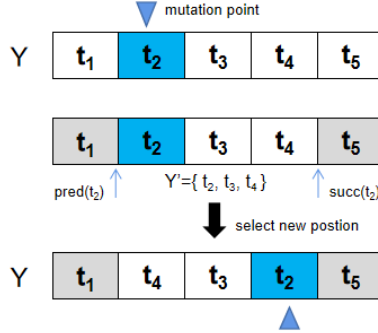 mutation point
Y t1 t2 t3 t4 t5
t1 t2 t3 t4 t5
pred(t2) Y'={ t2, t3, t4 } succ(t2)
select new postion
Y t1 t4 t3 t2 t5